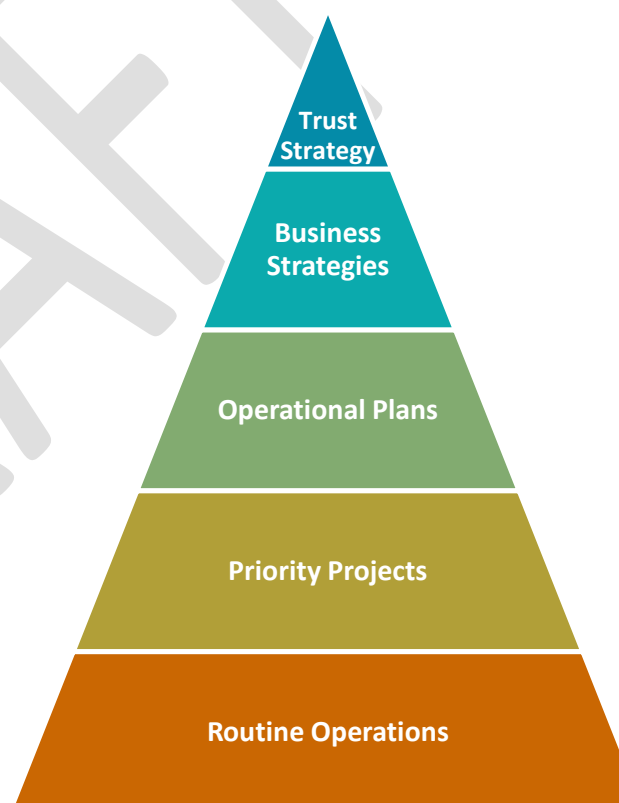 Trust
Strategy
Business
Strategies
Operational Plans
Priority Projects
Routine Operations